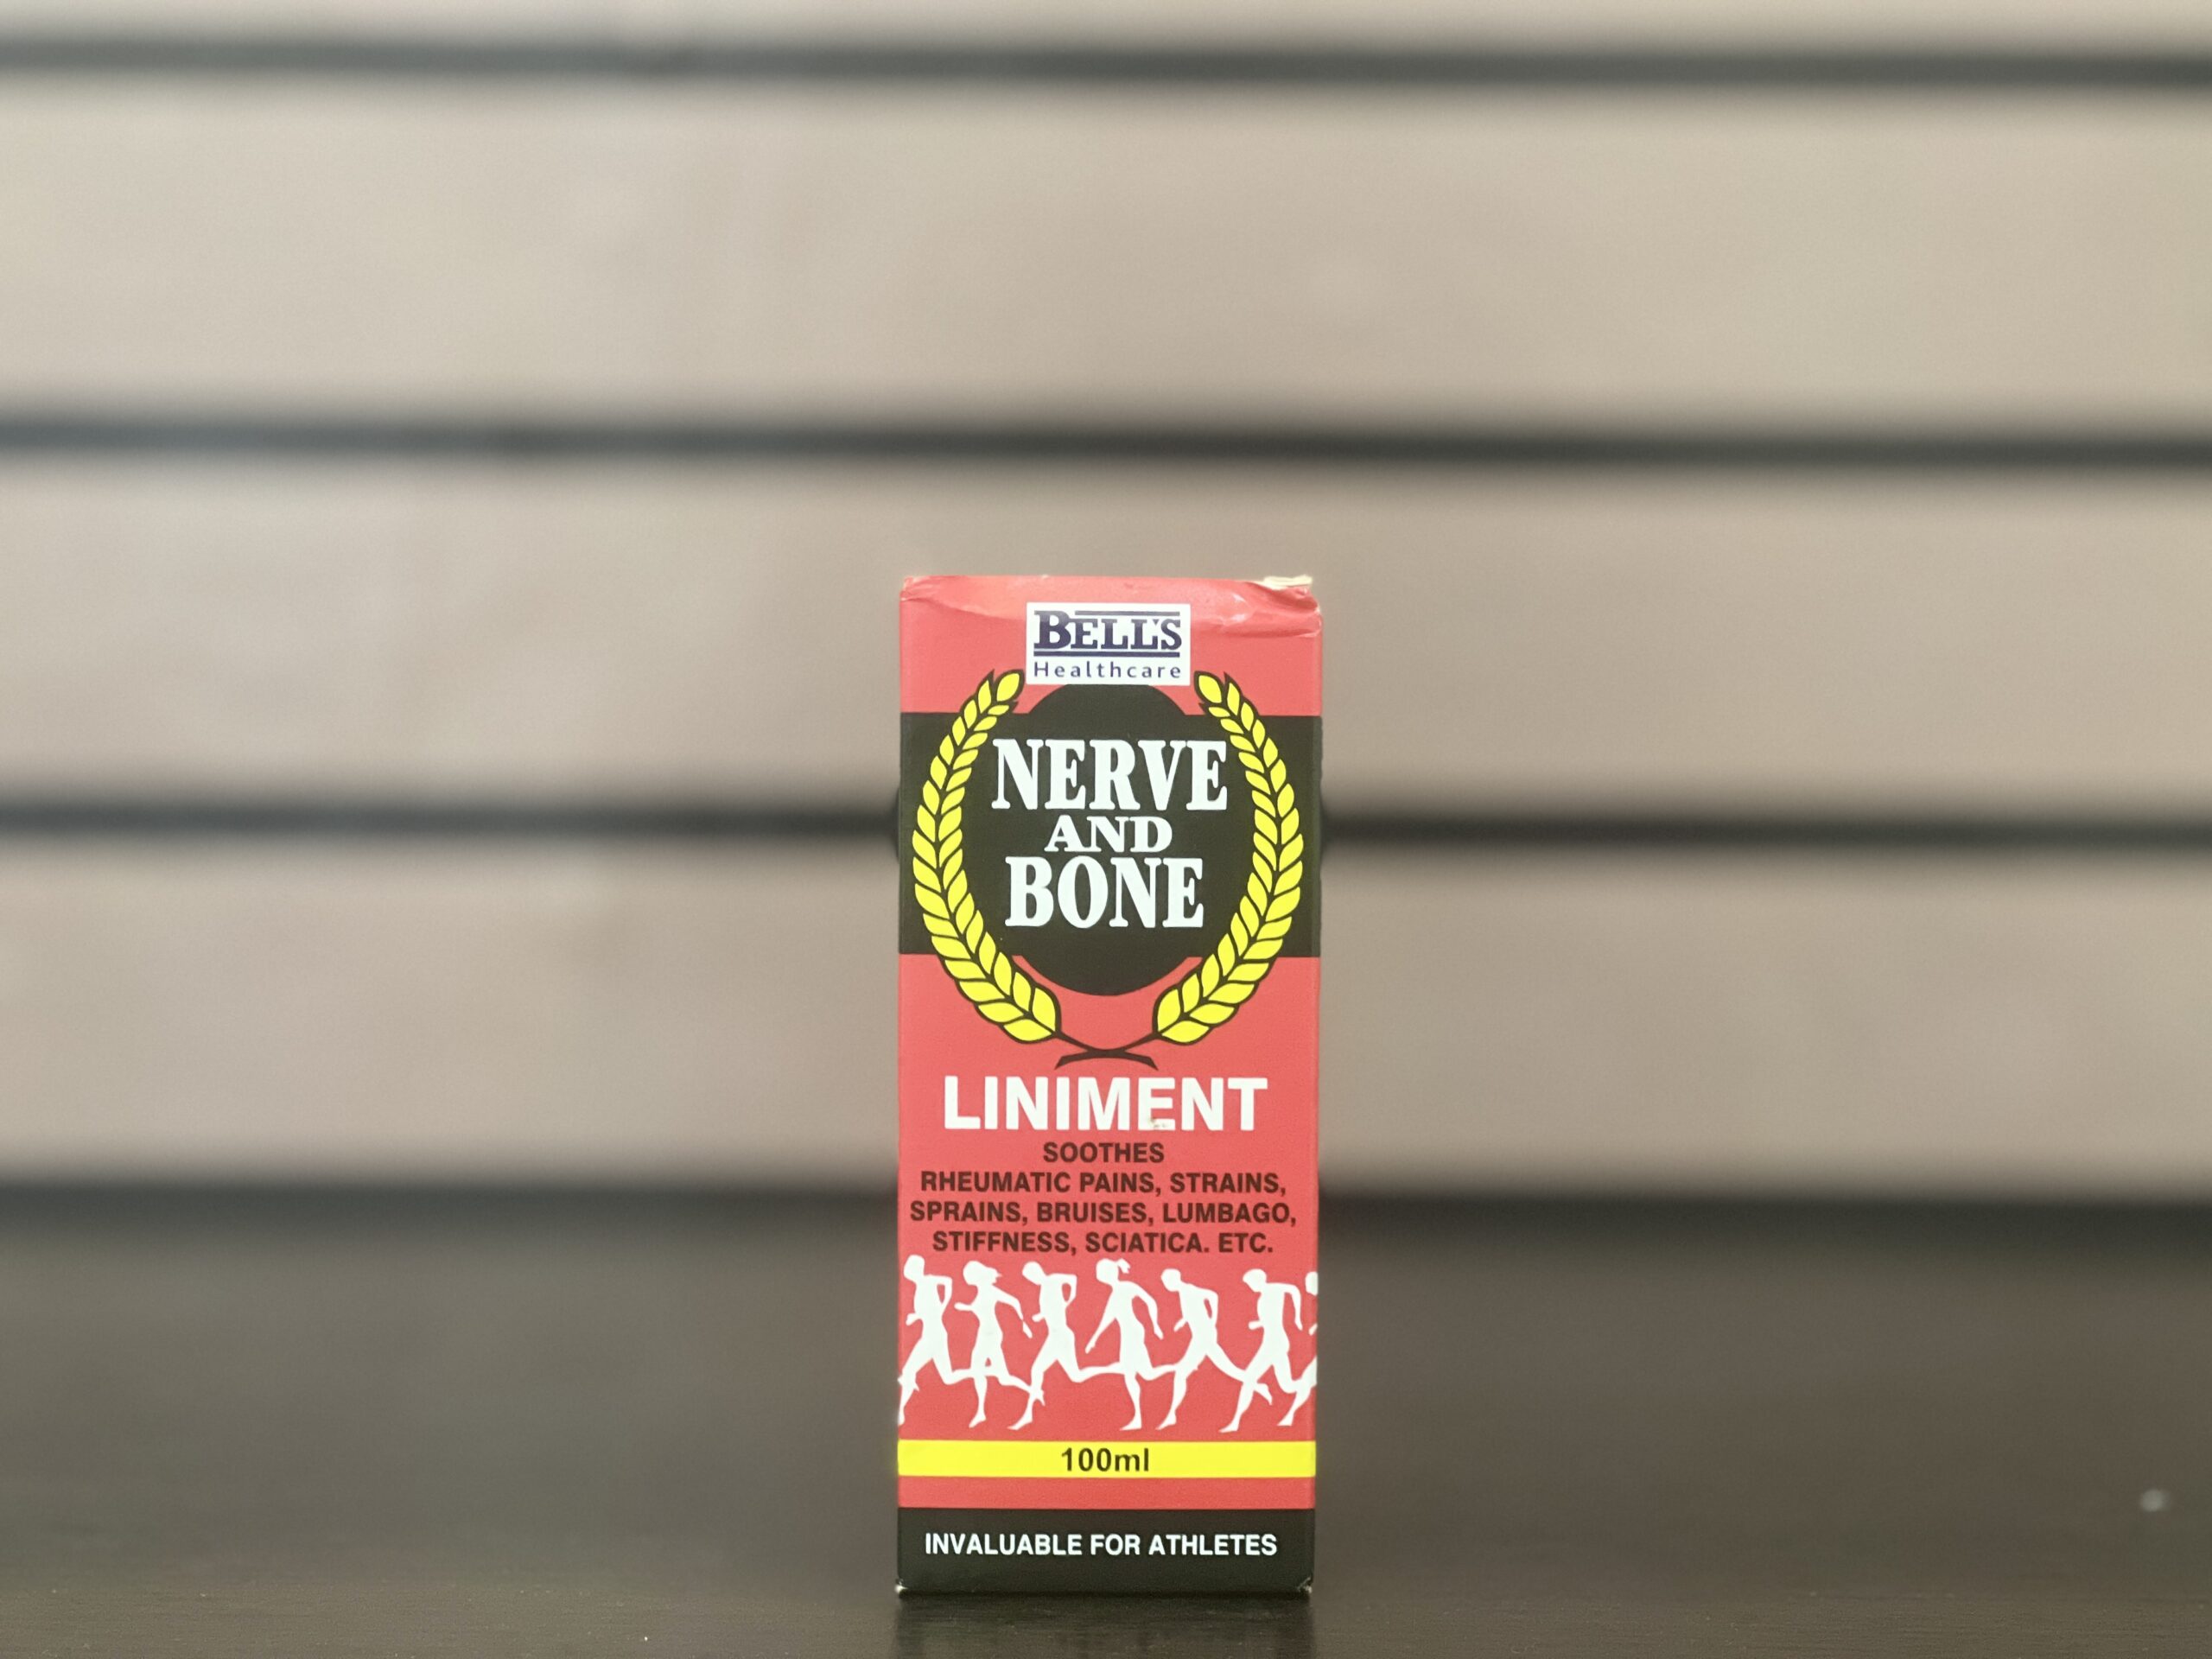 BELL'S
Healthcare
NERVE
AND
BONE
LINIMENT
SOOTHES
RHEUMATIC PAINS, STRAINS,
SPRAINS, BRUISES, LUMBAGO,
STIFFNESS, SCIATICA. ETC.
100ml
INVALUABLE FOR ATHLETES